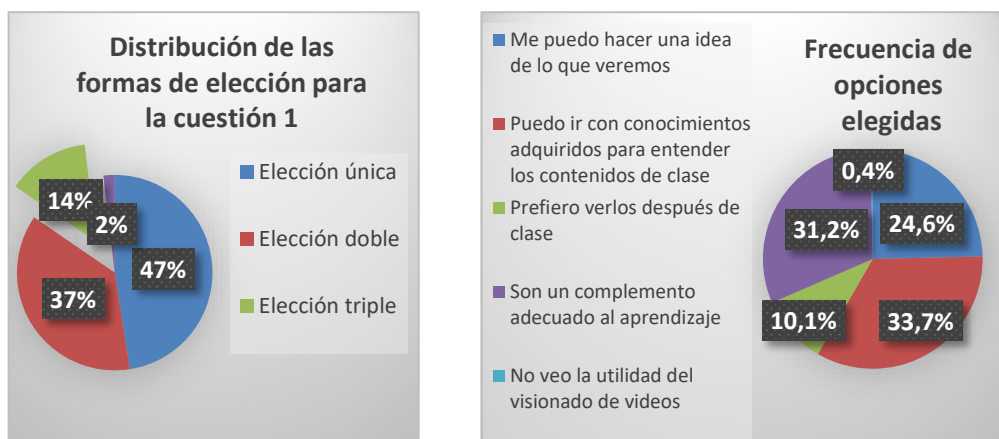 Distribución de las
formas de elección para
la cuestión 1
14%
2%
47%
37%
Elección única
Elección doble
Elección triple
Me puedo hacer una idea
de lo que veremos
Puedo ir con conocimientos
adquiridos para entender
los contenidos de clase
Prefiero verlos después de
clase
Son un complemento
adecuado al aprendizaje
No veo la utilidad del
visionado de videos
Frecuencia de
opciones
elegidas
0,4%
31,2%
24,6%
10,1%
33,7%